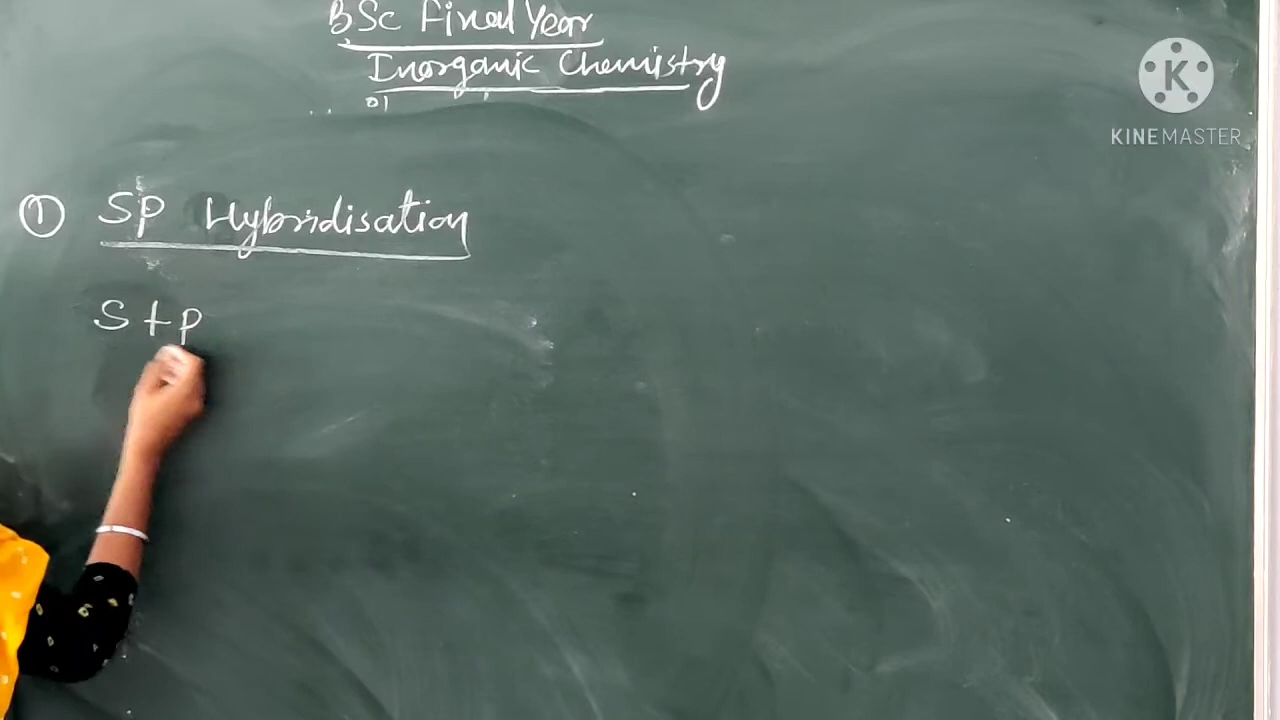 BSc Final Year
Inorganic Chemistry
K
KINEMASTER
① SP Hybridisation
S + p